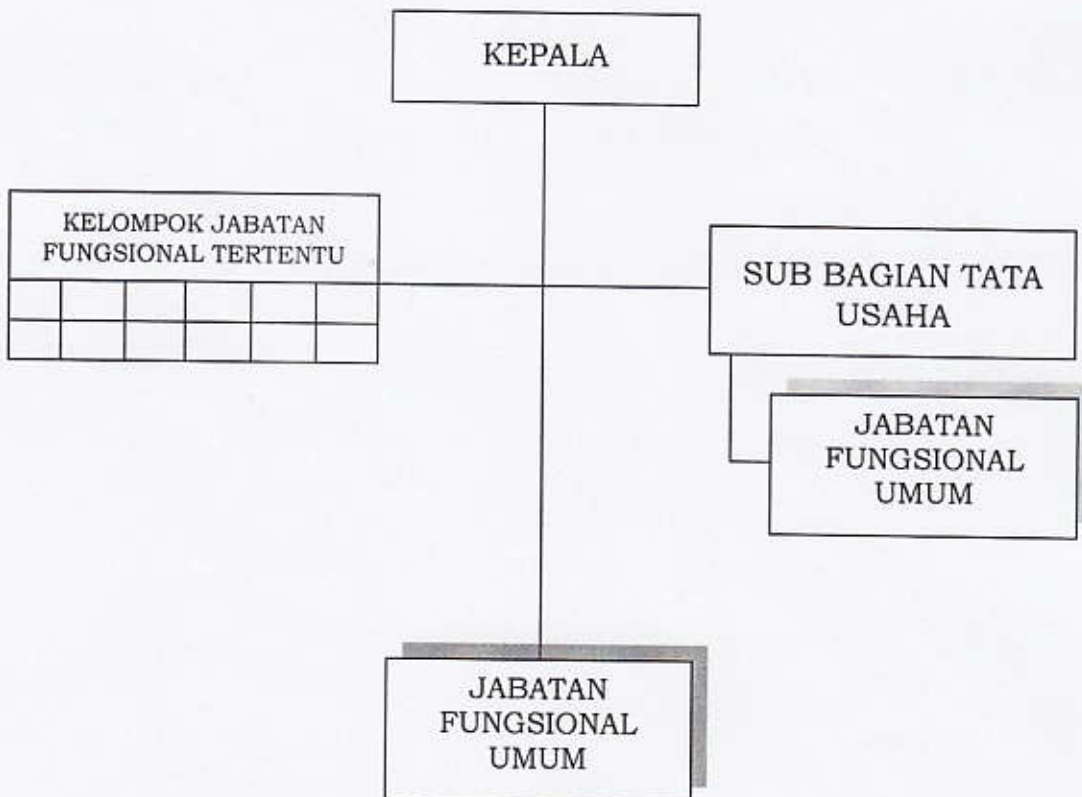 KEPALA
KELOMPOK JABATAN
FUNGSIONAL TERTENTU
SUB BAGIAN TATA
USAHA
JABATAN
FUNGSIONAL
UMUM
JABATAN
FUNGSIONAL
UMUM